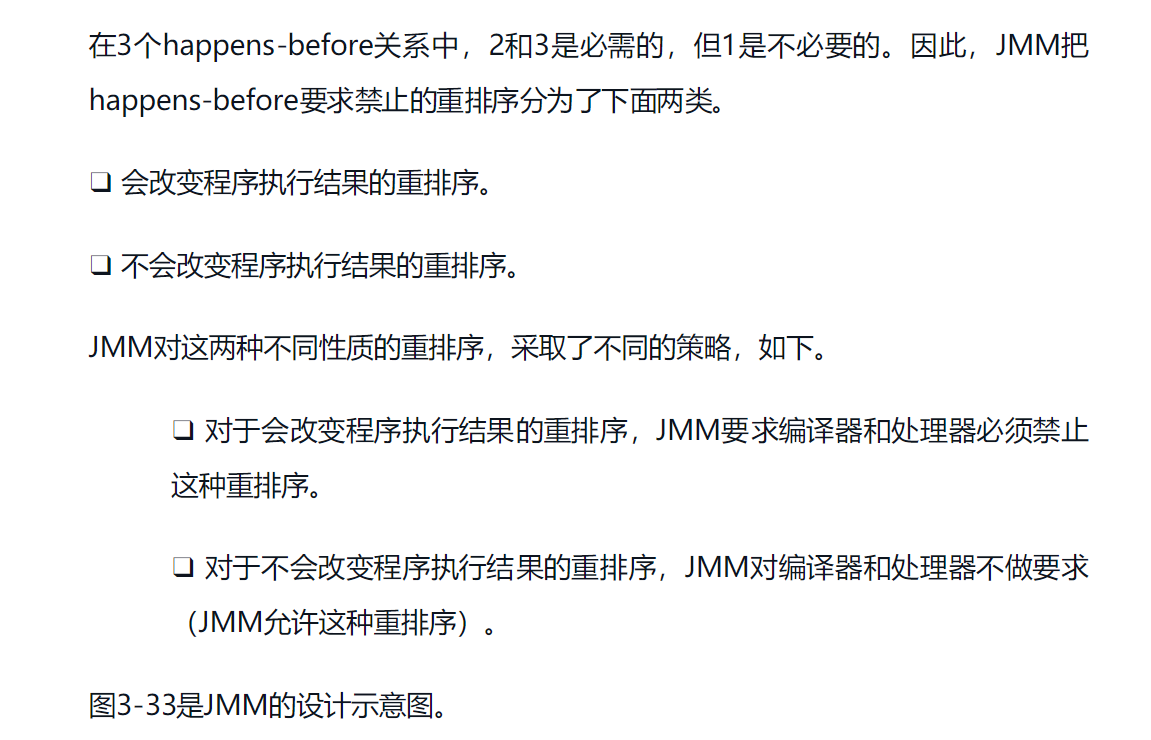 在3个happens-before关系中，2和3是必需的，但1是不必要的。因此，JMM把
happens-before要求禁止的重排序分为了下面两类。
❑ 会改变程序执行结果的重排序。
❑ 不会改变程序执行结果的重排序。
JMM对这两种不同性质的重排序，采取了不同的策略，如下。
❑ 对于会改变程序执行结果的重排序，JMM要求编译器和处理器必须禁止
这种重排序。
❑ 对于不会改变程序执行结果的重排序，JMM对编译器和处理器不做要求
（JMM允许这种重排序）。
图3-33是JMM的设计示意图。